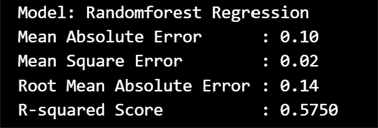 Model: Randomforest Regression
Mean Absolute Error : 0.10
Mean Square Error : 0.02
Root Mean Absolute Error : 0.14
R-squared Score : 0.5750